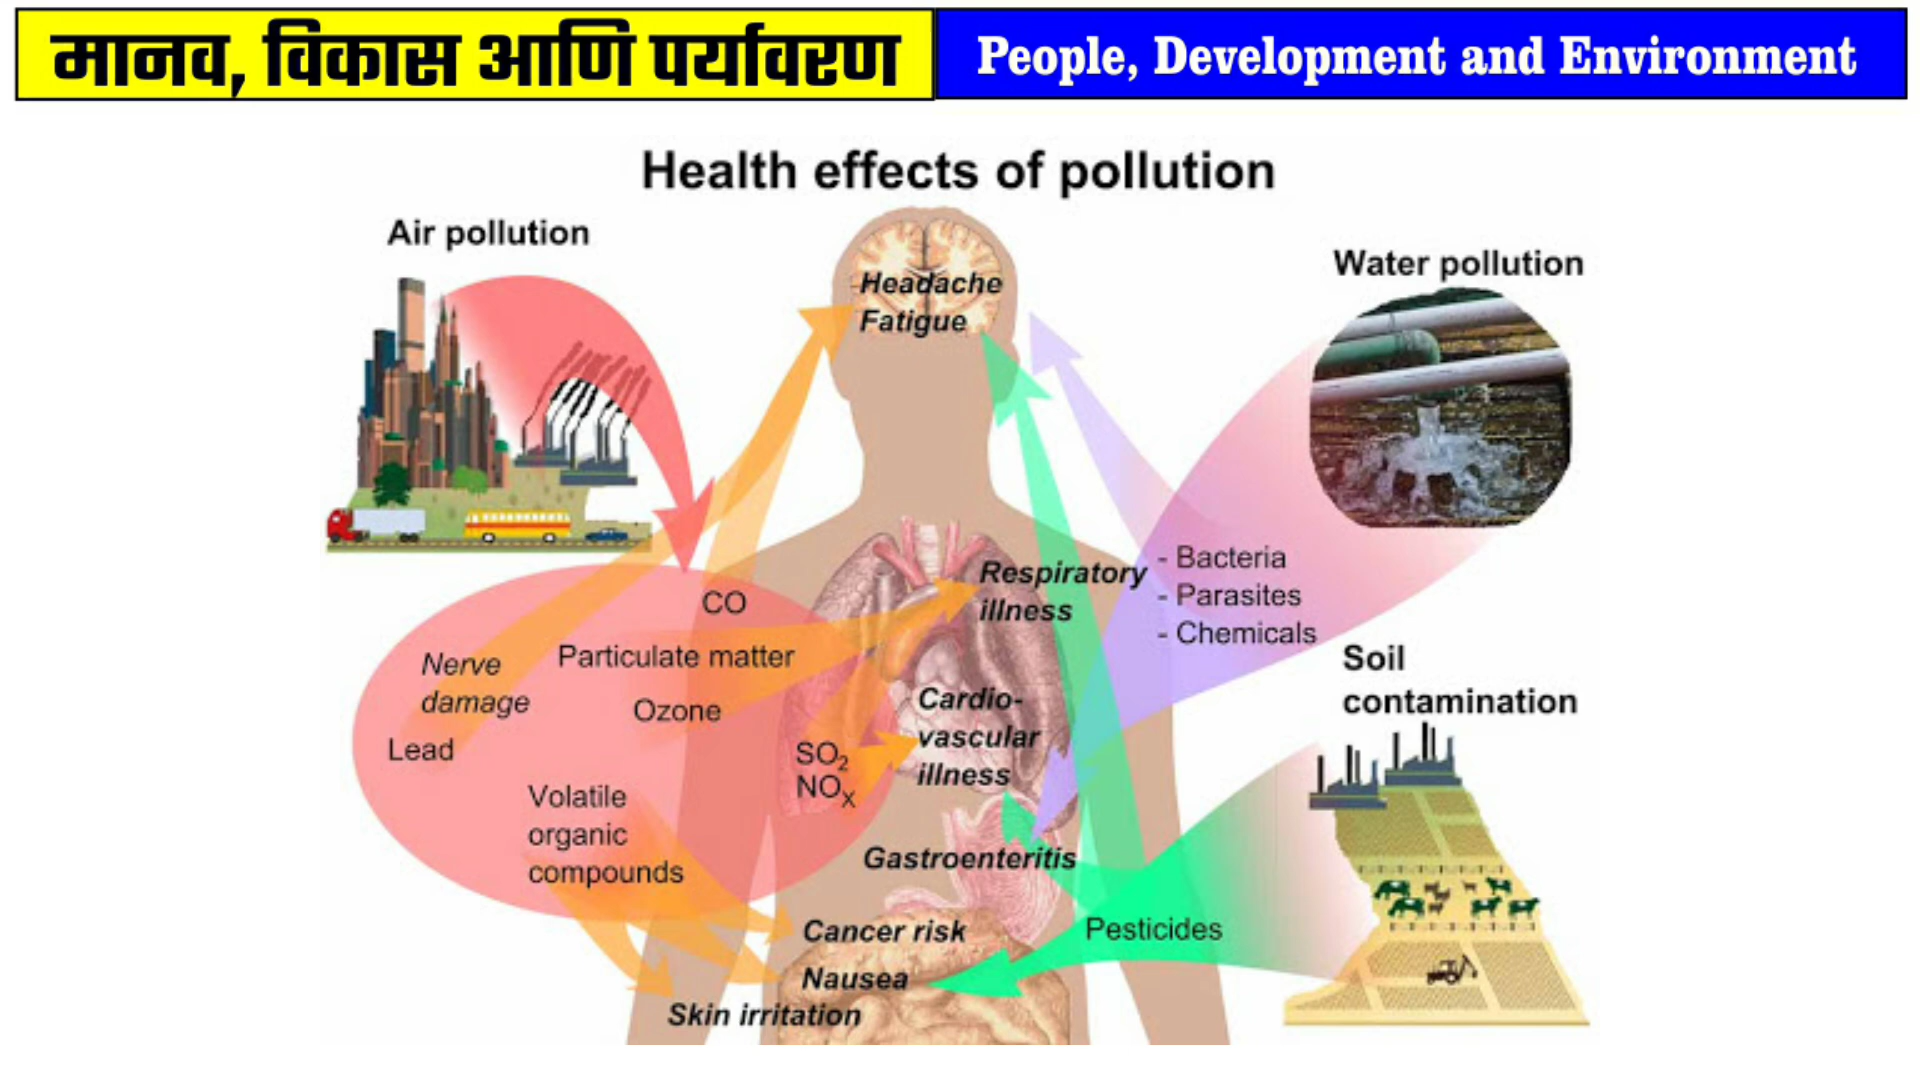 मानव, विकास आणि पर्यावरण
People, Development and Environment
Health effects of pollution
Air pollution
Water pollution
Headache
Fatigue
Respiratory
illness
- Bacteria
- Parasites
- Chemicals
CO
Particulate matter
Nerve
damage
Ozone
Lead
SO₂
NOₓ
Cardio-
vascular
illness
Soil
contamination
Volatile
organic
compounds
Gastroenteritis
Cancer risk
Pesticides
Nausea
Skin irritation